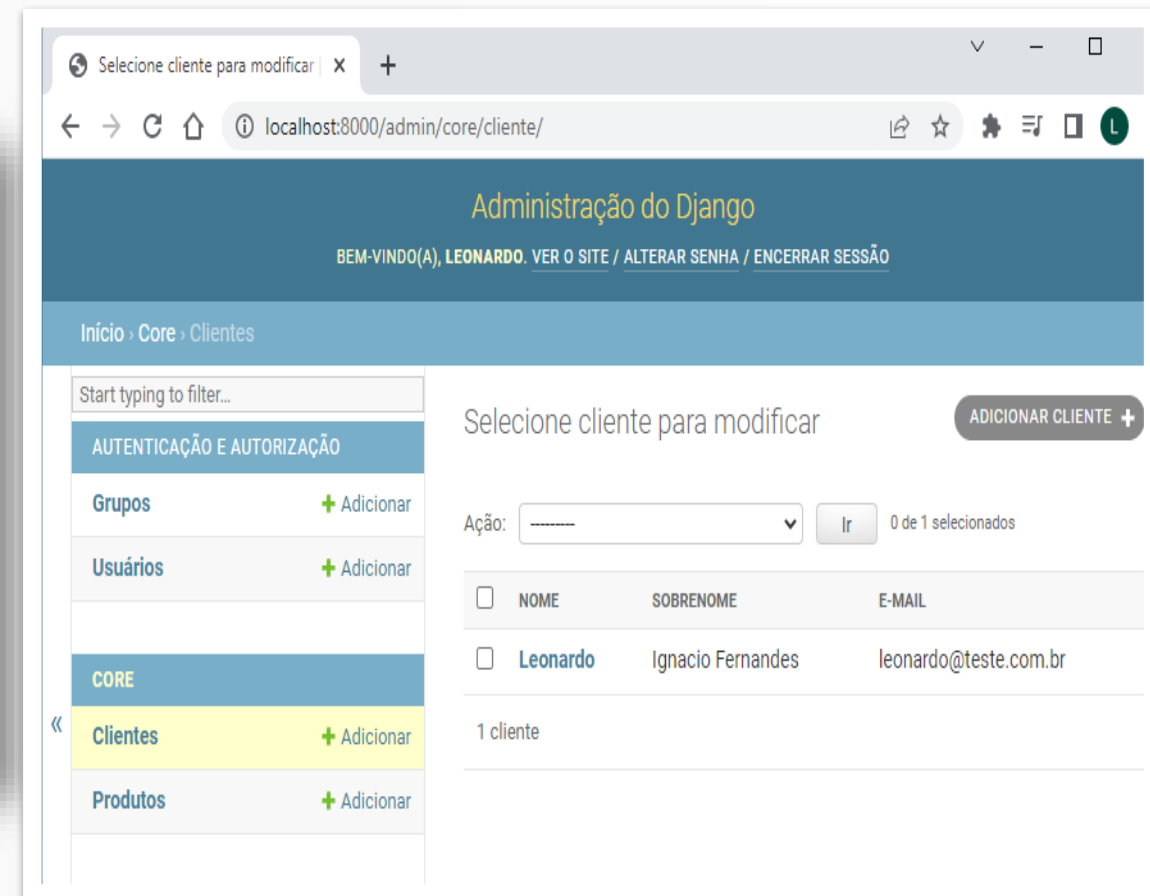 Selecione cliente para modificar |
localhost:8000/admin/core/cliente/
L
Administração do Django
BEM-VINDO(A), LEONARDO. VER O SITE / ALTERAR SENHA / ENCERRAR SESSÃO
Início › Core › Clientes
Start typing to filter...
AUTENTICAÇÃO E AUTORIZAÇÃO
Grupos + Adicionar
Usuários + Adicionar
CORE
« Clientes + Adicionar
Produtos + Adicionar
Selecione cliente para modificar
ADICIONAR CLIENTE +
Ação: --------- Ir 0 de 1 selecionados
NOME SOBRENOME E-MAIL
Leonardo Ignacio Fernandes leonardo@teste.com.br
1 cliente